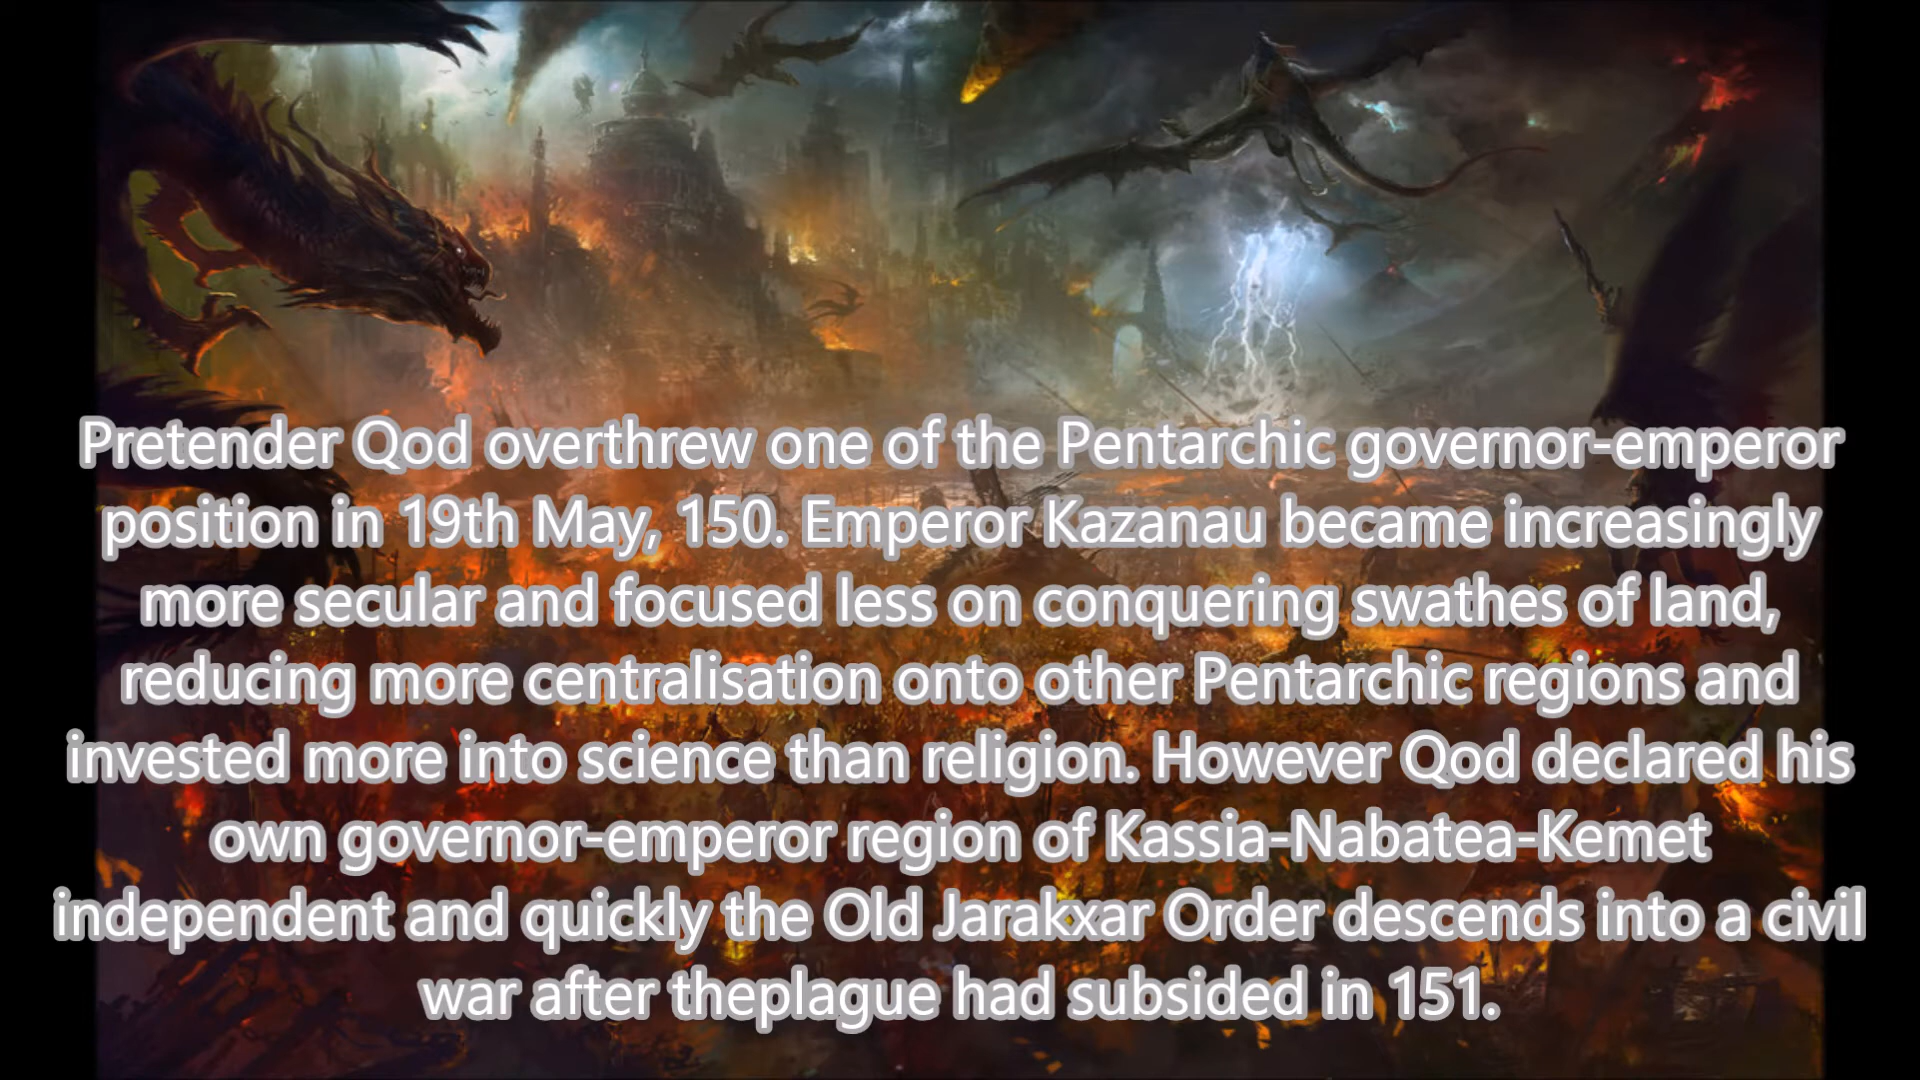 Pretender Qod overthrew one of the Pentarchic governor-emperor
position in 19th May, 150. Emperor Kazanau became increasingly
more secular and focused less on conquering swathes of land,
reducing more centralisation onto other Pentarchic regions and
invested more into science than religion. However Qod declared his
own governor-emperor region of Kassia-Nabatea-Kemet
independent and quickly the Old Jarakxar Order descends into a civil
war after theplague had subsided in 151.